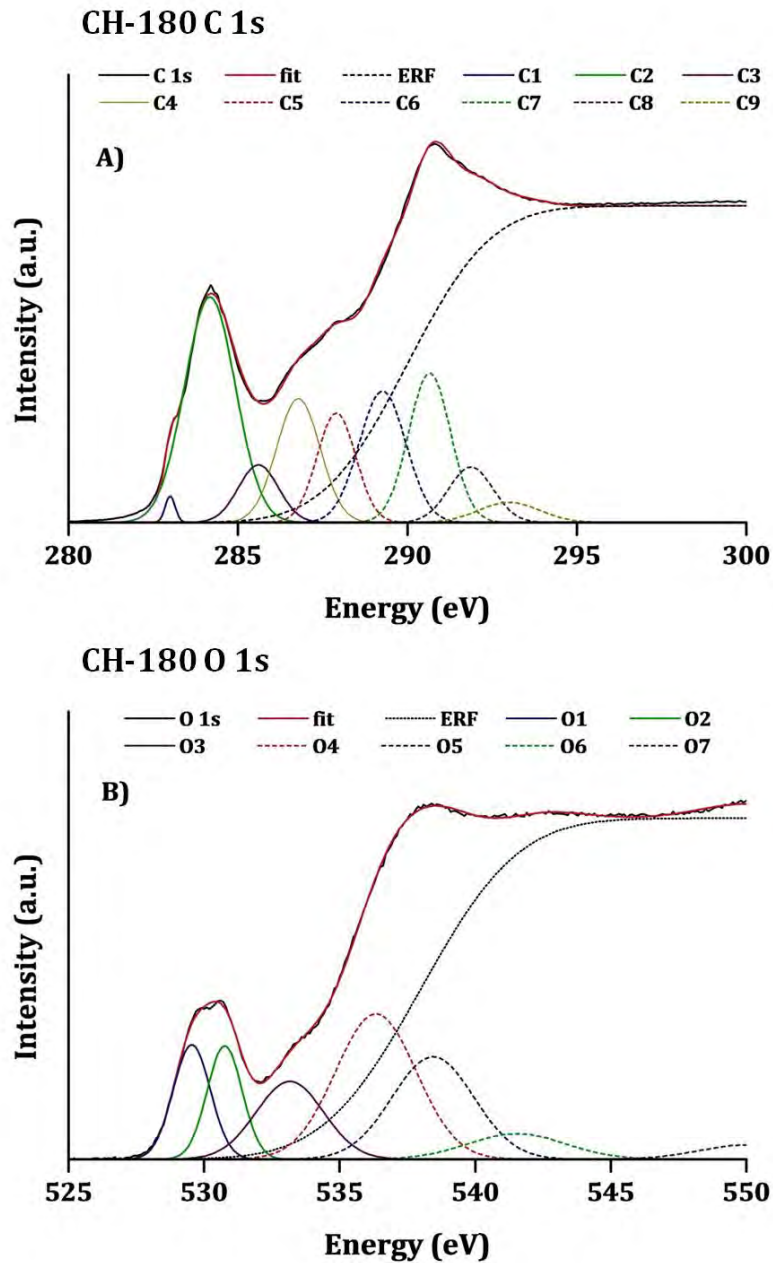 CH-180 C 1s
C 1s fit ERF C1 C2 C3
C4 C5 C6 C7 C8 C9
A)
Intensity (a.u.)
280 285 290 295 300
Energy (eV)
CH-180 O 1s
O 1s fit ERF O1 O2
O3 O4 O5 O6 O7
B)
Intensity (a.u.)
525 530 535 540 545 550
Energy (eV)